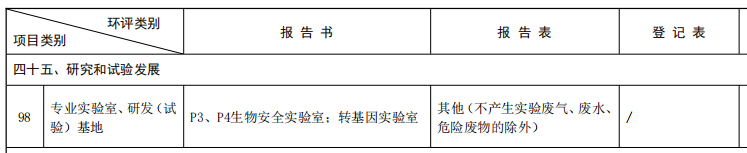 环评类别
项目类别
报 告 书
报 告 表
登 记 表
四十五、研究和试验发展
98
专业实验室、研发（试
验）基地
P3、P4生物安全实验室；转基因实验室
其他（不产生实验废气、废水、
危险废物的除外）
/